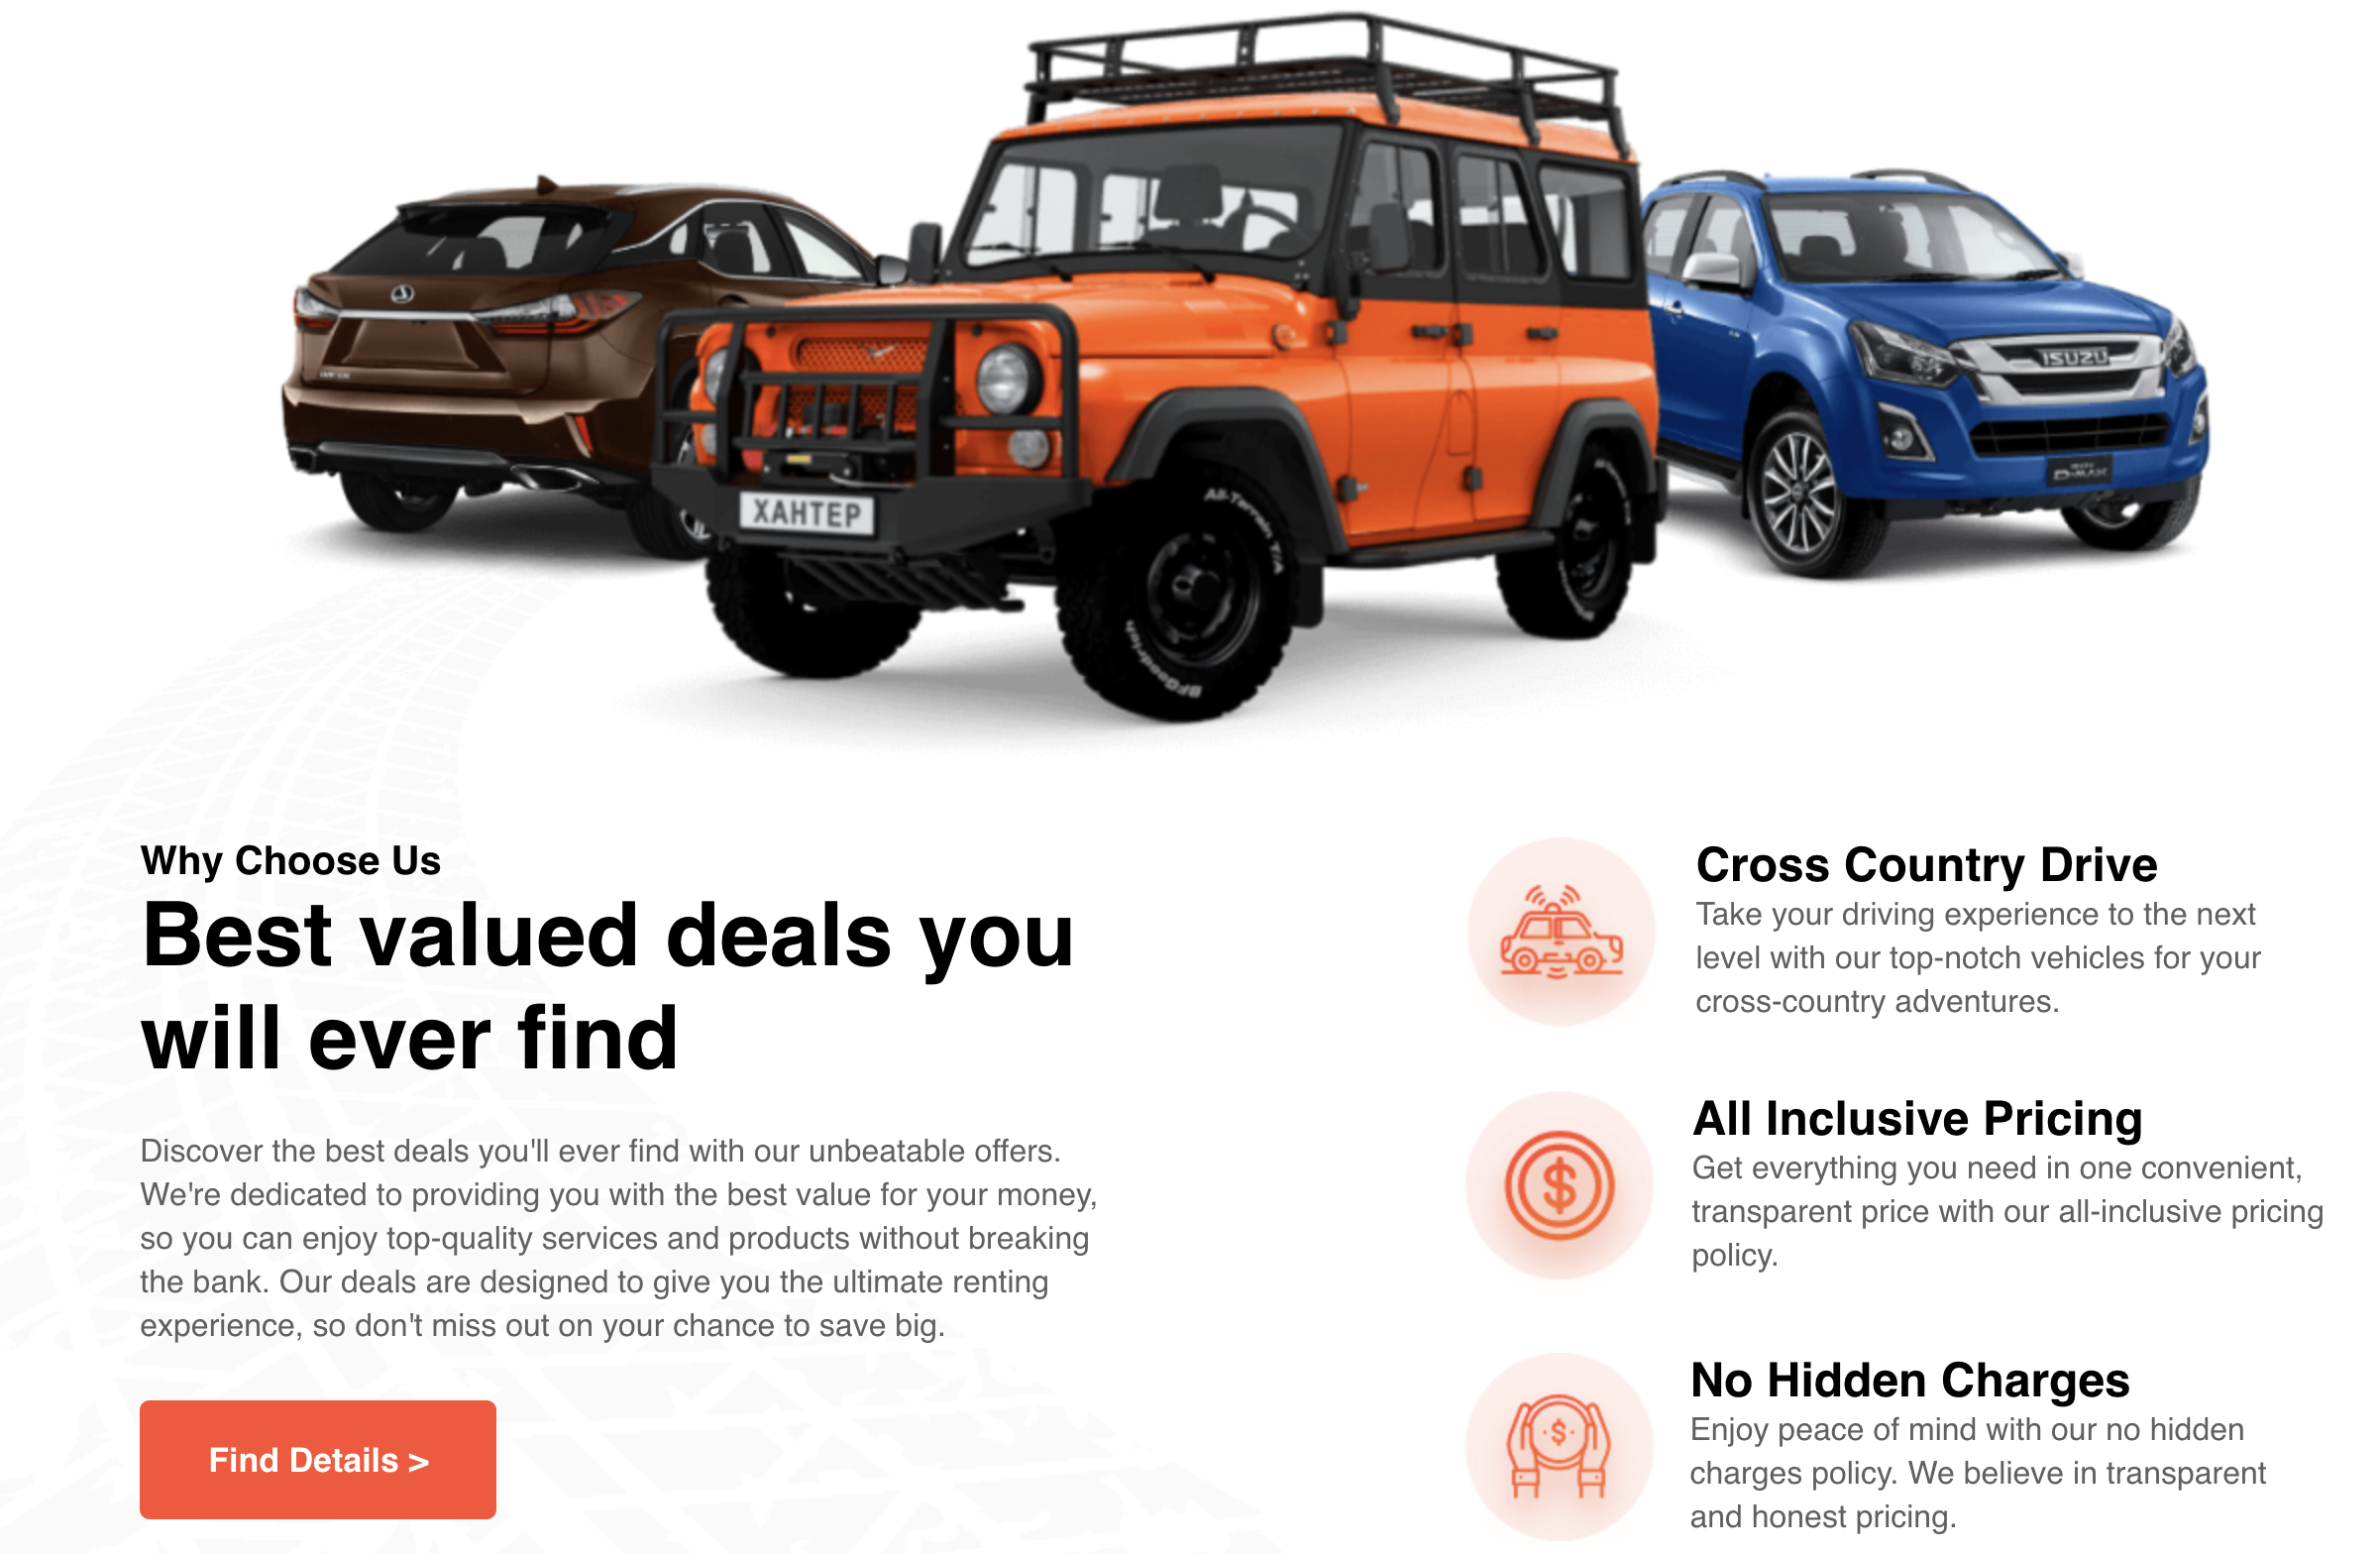 ISUZU
D-MAX
ХАНТЕР
All-Terrain T/A
BFGoodrich
Why Choose Us
Best valued deals you
will ever find
Discover the best deals you'll ever find with our unbeatable offers.
We're dedicated to providing you with the best value for your money,
so you can enjoy top-quality services and products without breaking
the bank. Our deals are designed to give you the ultimate renting
experience, so don't miss out on your chance to save big.
Find Details >
Cross Country Drive
Take your driving experience to the next
level with our top-notch vehicles for your
cross-country adventures.
All Inclusive Pricing
Get everything you need in one convenient,
transparent price with our all-inclusive pricing
policy.
No Hidden Charges
Enjoy peace of mind with our no hidden
charges policy. We believe in transparent
and honest pricing.